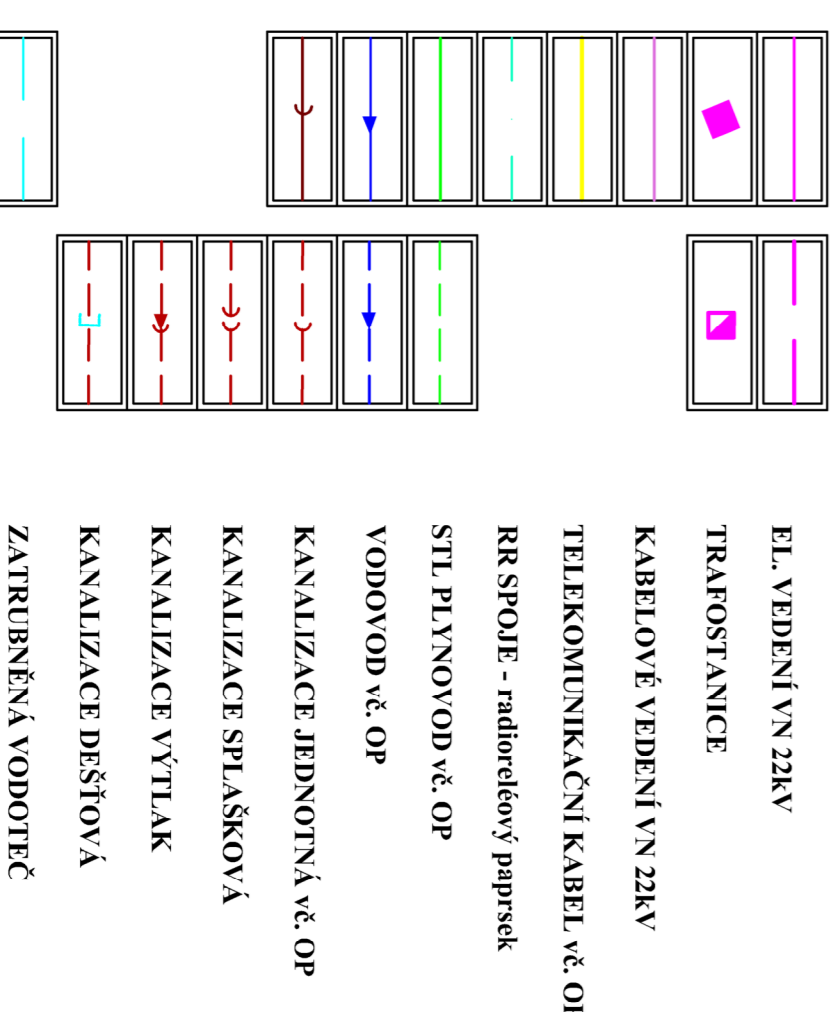 EL. VEDENÍ VN 22kV
TRAFOSTANICE
KABELOVÉ VEDENÍ VN 22kV
TELEKOMUNIKAČNÍ KABEL vč. OP
RR SPOJE - radioreléový paprsek
STL PLYNOVOD vč. OP
VODOVOD vč. OP
KANALIZACE JEDNOTNÁ vč. OP
KANALIZACE SPLAŠKOVÁ
KANALIZACE VÝTLAK
KANALIZACE DEŠŤOVÁ
ZATRUBNĚNÁ VODOTEČ